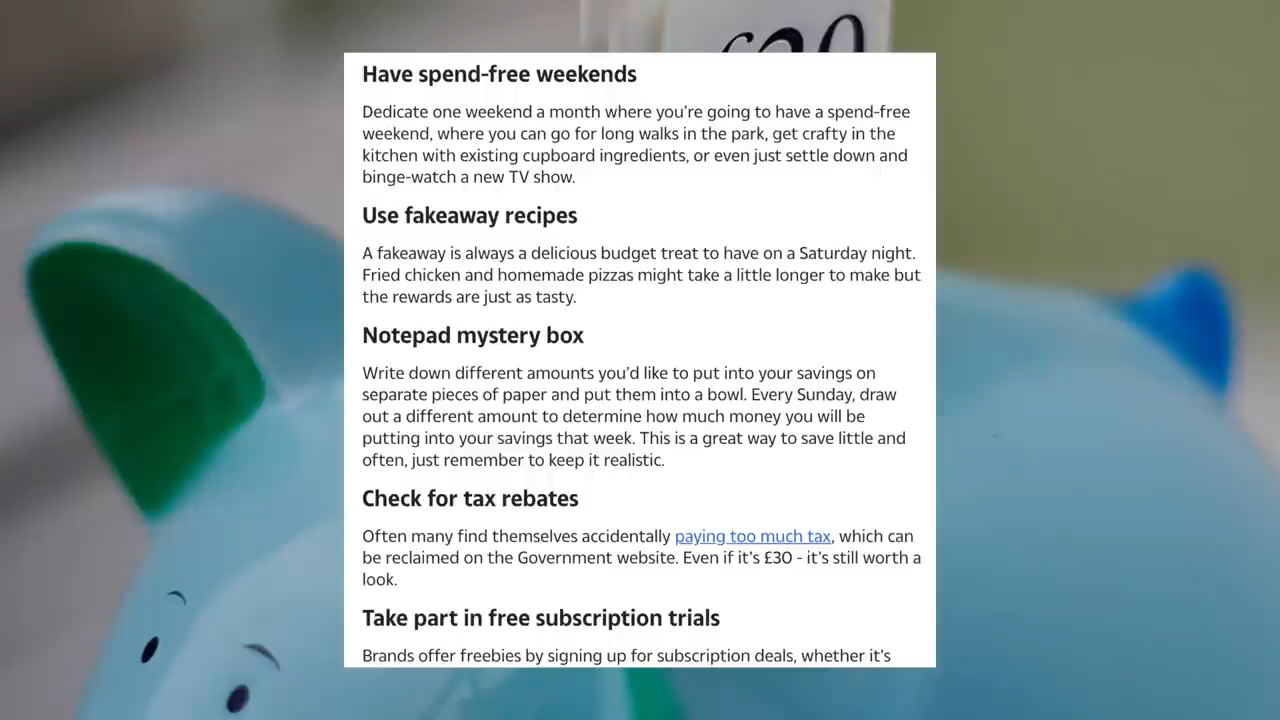 £20
Have spend-free weekends
Dedicate one weekend a month where you're going to have a spend-free
weekend, where you can go for long walks in the park, get crafty in the
kitchen with existing cupboard ingredients, or even just settle down and
binge-watch a new TV show.
Use fakeaway recipes
A fakeaway is always a delicious budget treat to have on a Saturday night.
Fried chicken and homemade pizzas might take a little longer to make but
the rewards are just as tasty.
Notepad mystery box
Write down different amounts you'd like to put into your savings on
separate pieces of paper and put them into a bowl. Every Sunday, draw
out a different amount to determine how much money you will be
putting into your savings that week. This is a great way to save little and
often, just remember to keep it realistic.
Check for tax rebates
Often many find themselves accidentally paying too much tax, which can
be reclaimed on the Government website. Even if it's £30 - it's still worth a
look.
Take part in free subscription trials
Brands offer freebies by signing up for subscription deals, whether it's